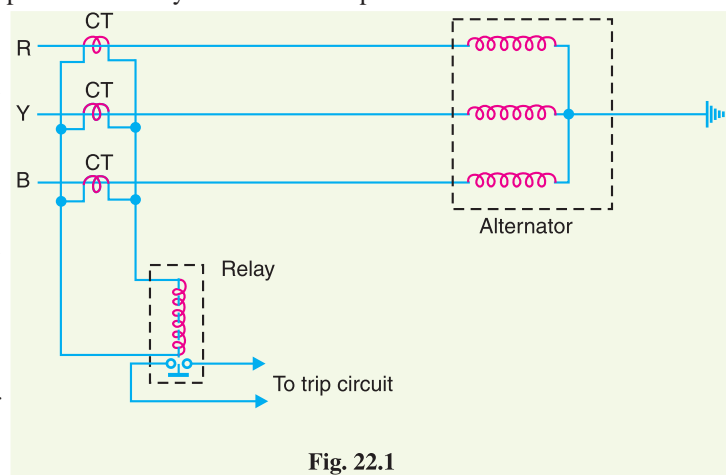 CT
R
CT
Y
CT
B
Alternator
Relay
To trip circuit
Fig. 22.1